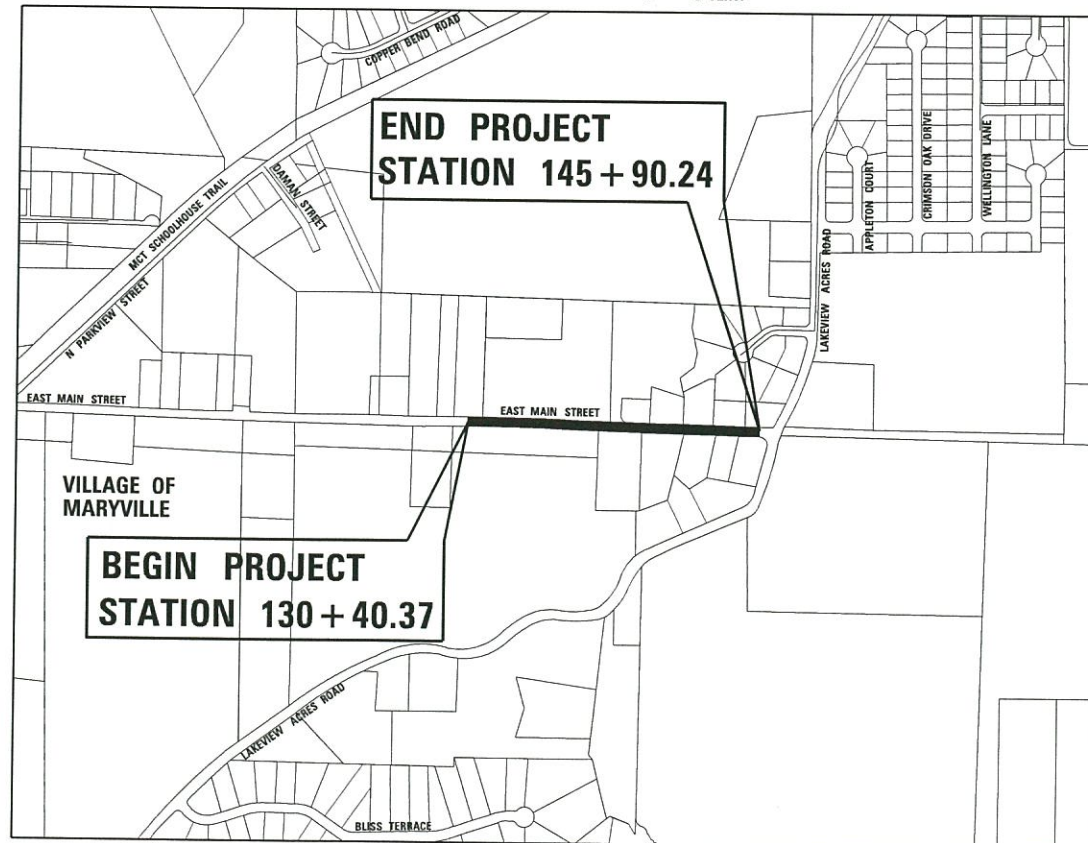 COPPER BEND ROAD
END PROJECT
STATION 145 + 90.24
MCT SCHOOLHOUSE TRAIL
DAMAN STREET
N PARKVIEW STREET
APPLETON COURT
CRIMSON OAK DRIVE
WELLINGTON LANE
LAKEVIEW ACRES ROAD
EAST MAIN STREET
EAST MAIN STREET
VILLAGE OF
MARYVILLE
BEGIN PROJECT
STATION 130 + 40.37
LAKEVIEW ACRES ROAD
BLISS TERRACE